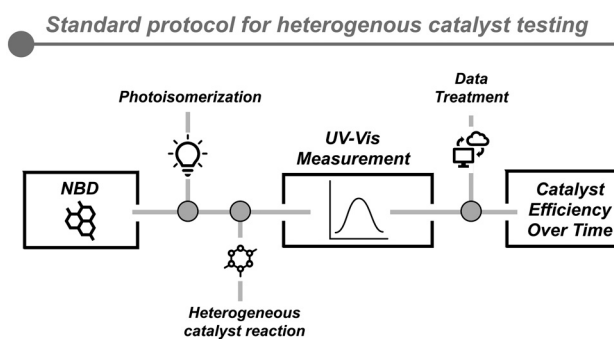 Standard protocol for heterogenous catalyst testing
Photoisomerization
Data
Treatment
UV-Vis
Measurement
NBD
Catalyst
Efficiency
Over Time
Heterogeneous
catalyst reaction